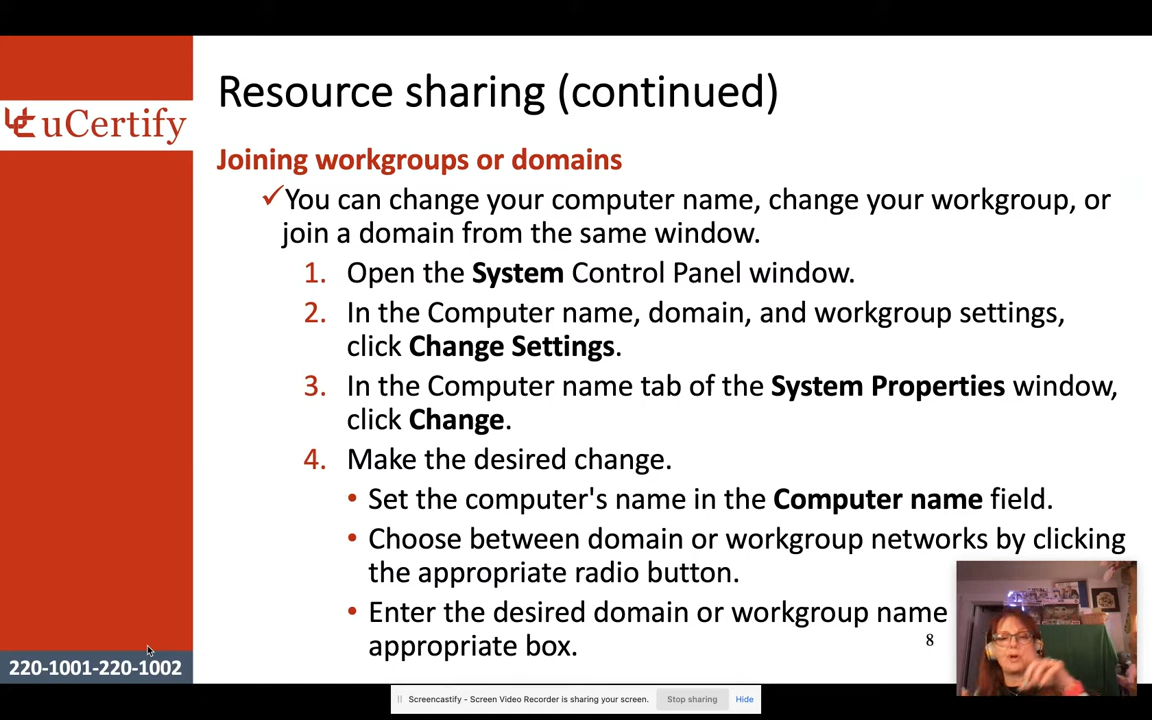 Resource sharing (continued)
uCertify
Joining workgroups or domains
You can change your computer name, change your workgroup, or
join a domain from the same window.
1. Open the System Control Panel window.
2. In the Computer name, domain, and workgroup settings,
click Change Settings.
3. In the Computer name tab of the System Properties window,
click Change.
4. Make the desired change.
• Set the computer's name in the Computer name field.
• Choose between domain or workgroup networks by clicking
the appropriate radio button.
• Enter the desired domain or workgroup name
appropriate box.
8
220-1001-220-1002
Screencastify - Screen Video Recorder is sharing your screen.
Stop sharing
Hide